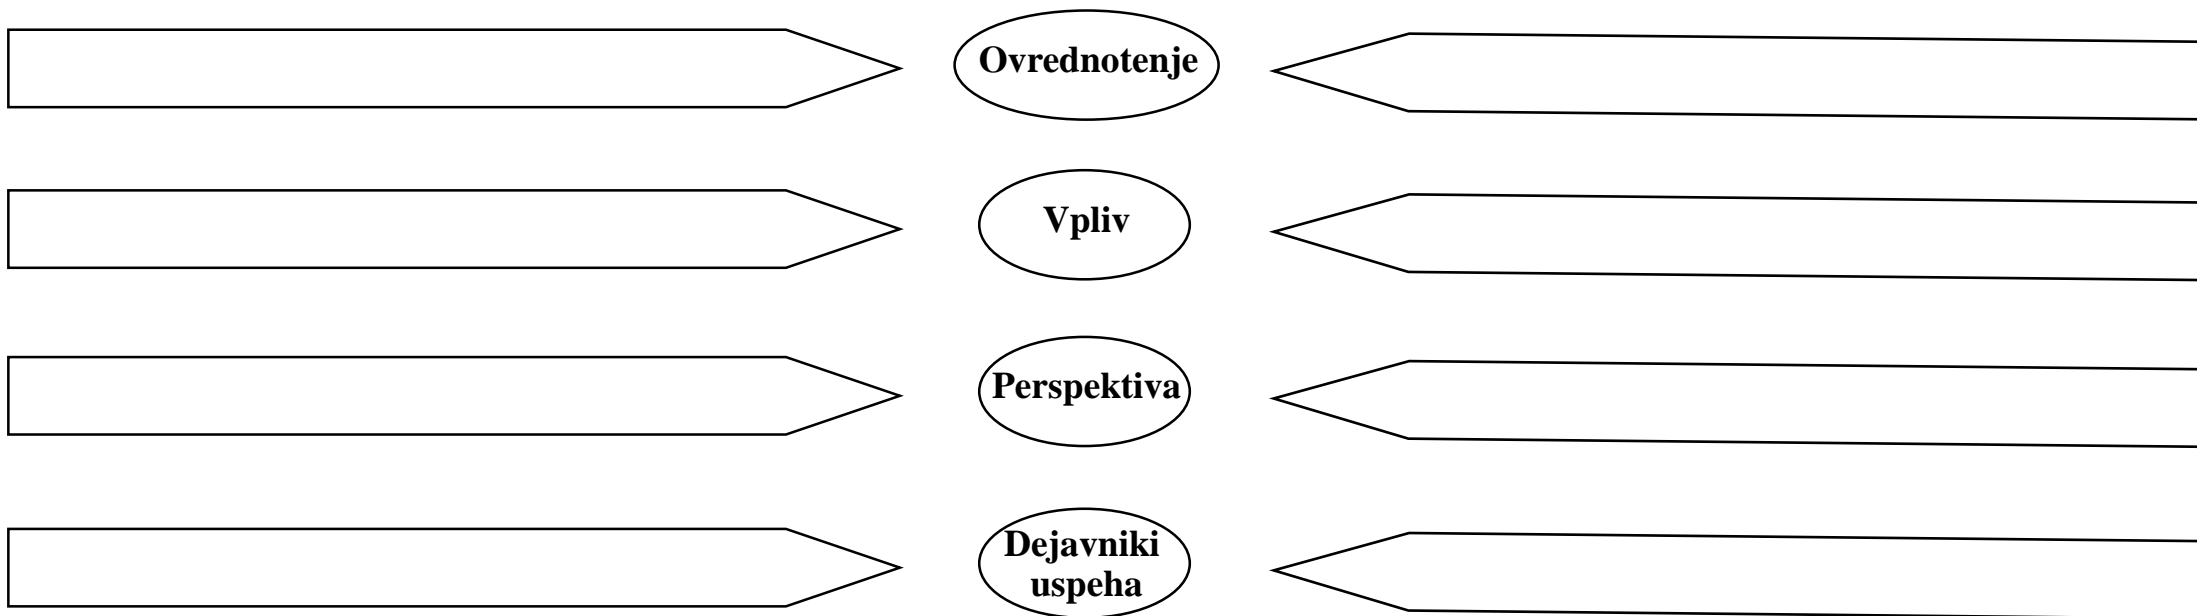 Ovrednotenje
Vpliv
Perspektiva
Dejavniki
uspeha